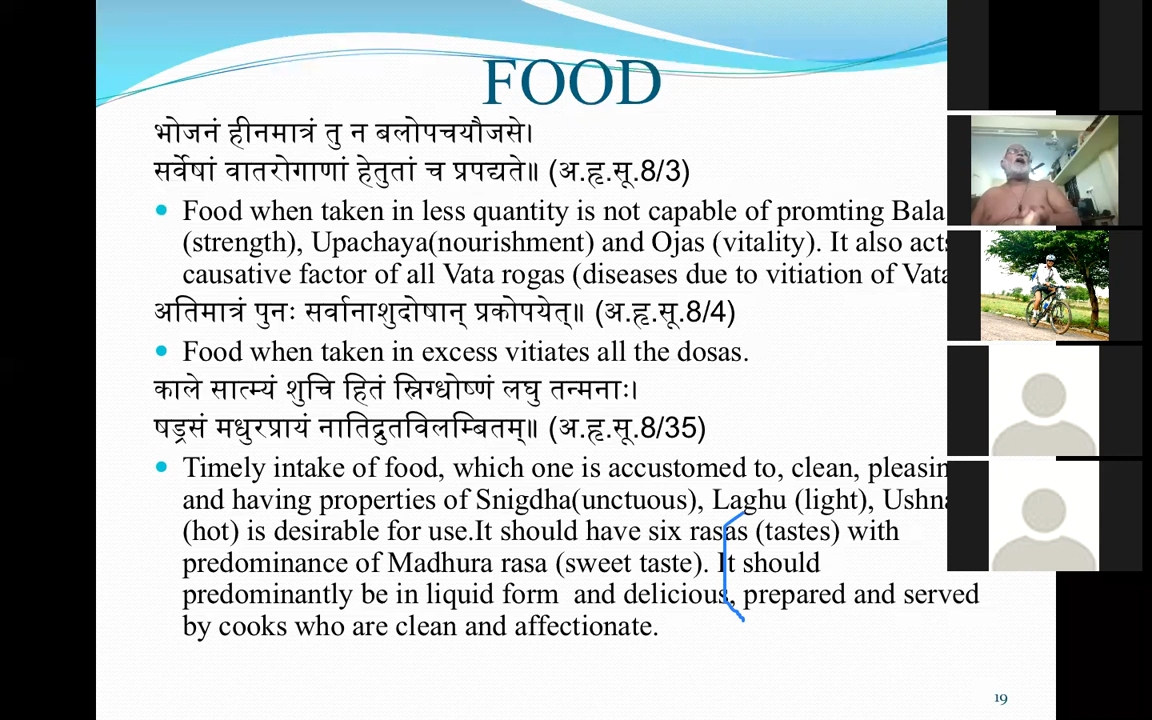 FOOD
भोजनं हीनमात्रं तु न बलोपचयौजसे।
सर्वेषां वातरोगाणां हेतुतां च प्रपद्यते॥ (अ.हृ.सू.8/3)
• Food when taken in less quantity is not capable of promting Bala
(strength), Upachaya(nourishment) and Ojas (vitality). It also acts
causative factor of all Vata rogas (diseases due to vitiation of Vata
अतिमात्रं पुनः सर्वानाशुदोषान् प्रकोपयेत्॥ (अ.हृ.सू.8/4)
• Food when taken in excess vitiates all the dosas.
काले सात्म्यं शुचि हितं स्निग्धोष्णं लघु तन्मनाः।
षड्रसं मधुरप्रायं नातिद्रुतविलम्बितम्॥ (अ.हृ.सू.8/35)
• Timely intake of food, which one is accustomed to, clean,
and having properties of Snigdha(unctuous), Laghu (light), Ushna
(hot) is desirable for use.It should have six rasas (tastes) with
predominance of Madhura rasa (sweet taste). It should
predominantly be in liquid form and delicious, prepared and served
by cooks who are clean and affectionate.
19